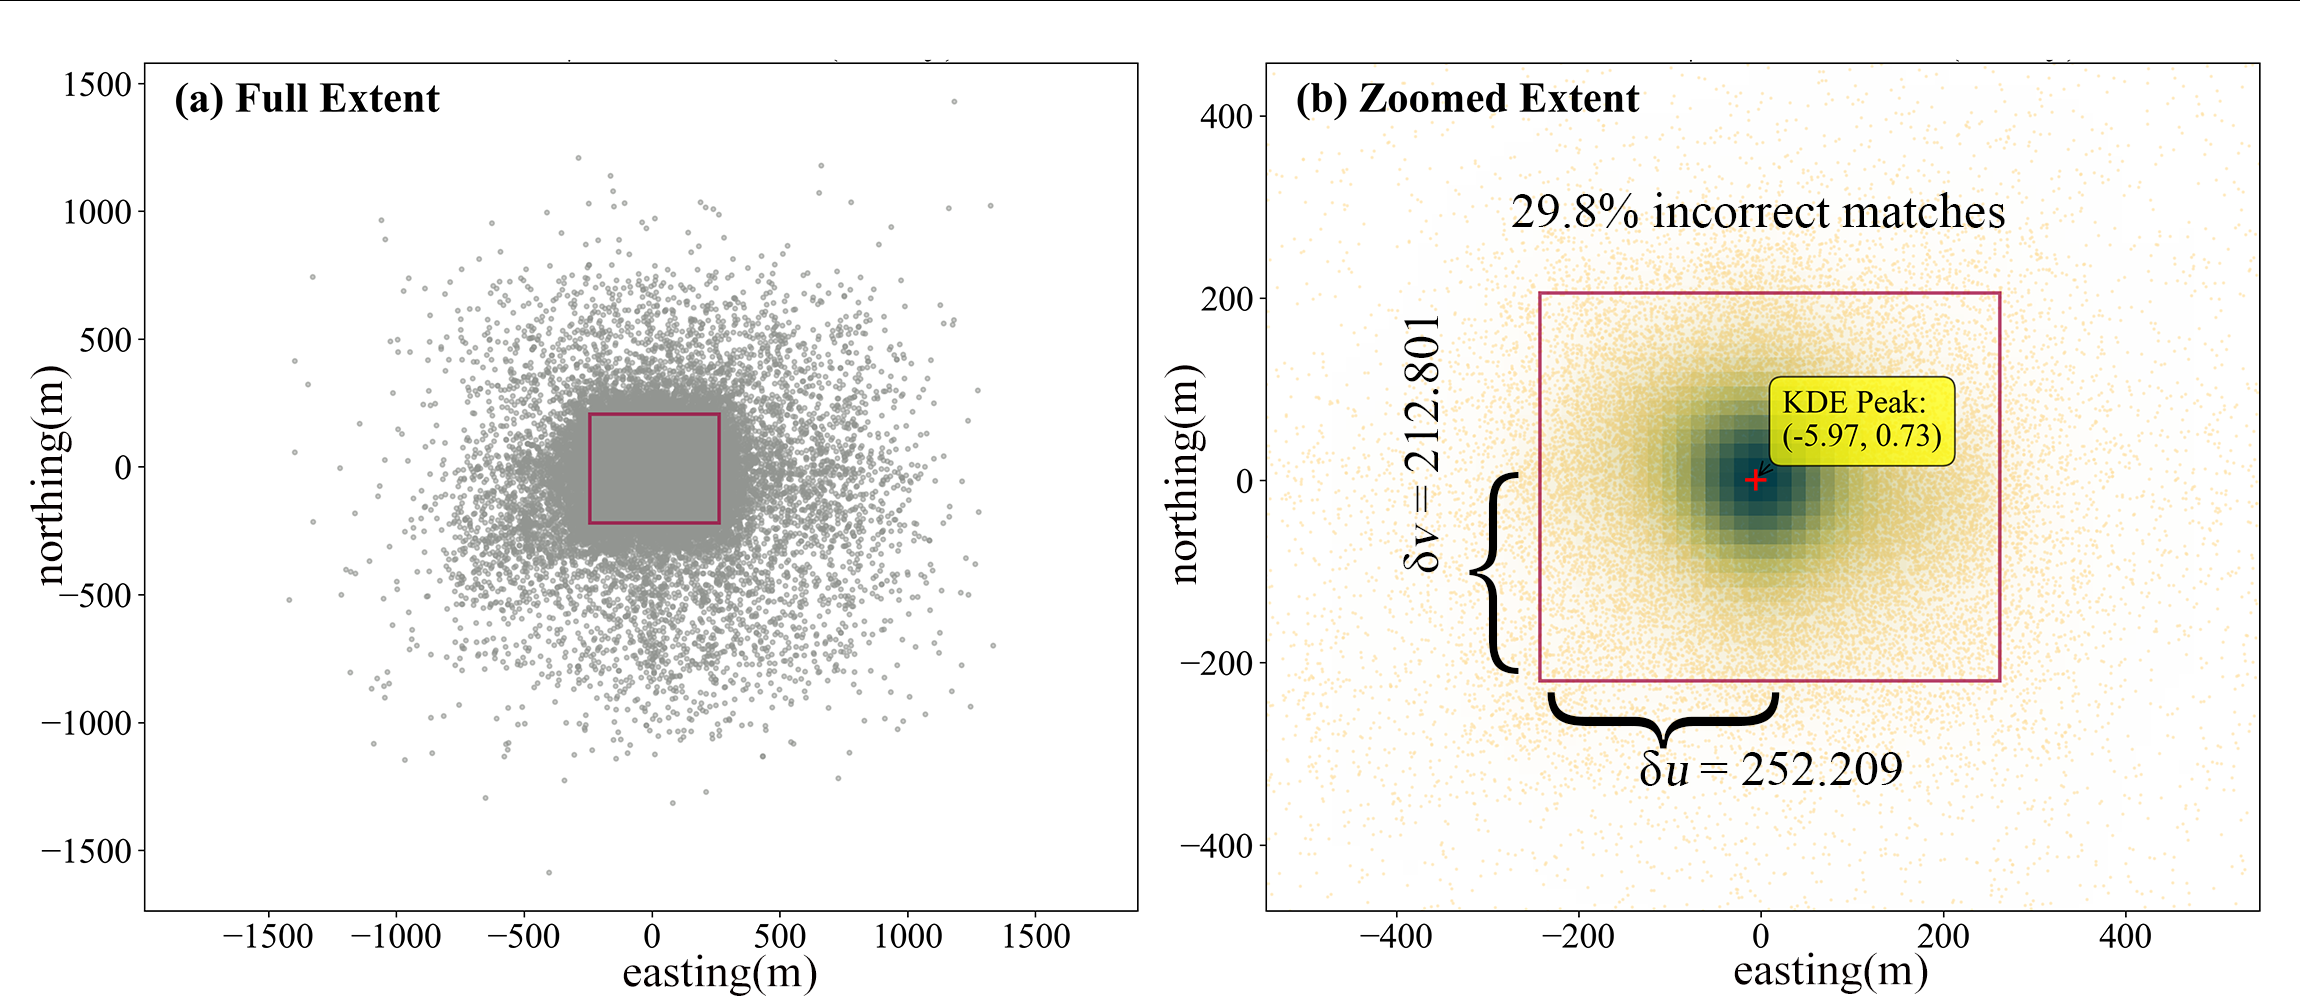 (a) Full Extent
1500
1000
500
0
−500
−1000
−1500
northing(m)
−1500 −1000 −500 0 500 1000 1500
easting(m)
(b) Zoomed Extent
29.8% incorrect matches
KDE Peak:
(-5.97, 0.73)
δv = 212.801
δu = 252.209
400
200
0
−200
−400
northing(m)
−400 −200 0 200 400
easting(m)